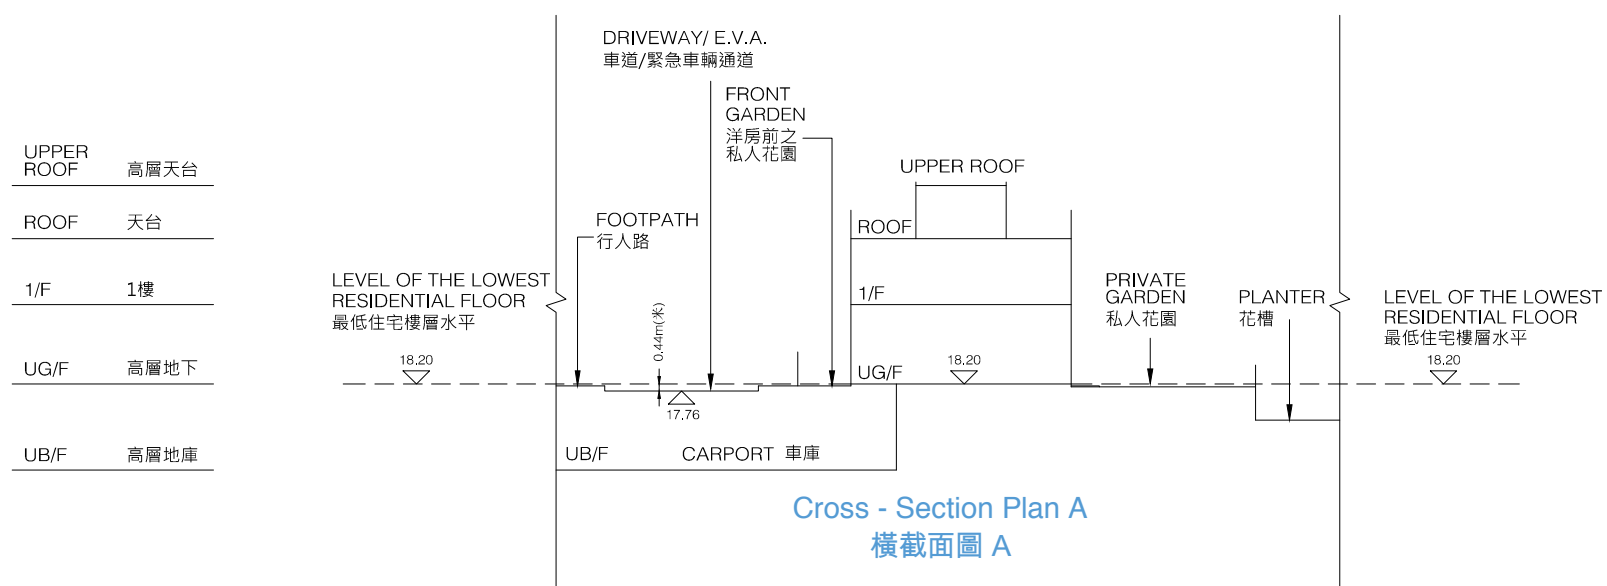 UPPER
ROOF 高層天台
ROOF 天台
1/F 1樓
UG/F 高層地下
UB/F 高層地庫
DRIVEWAY/ E.V.A.
車道/緊急車輛通道
FRONT
GARDEN
洋房前之
私人花園
UPPER ROOF
FOOTPATH
行人路
ROOF
LEVEL OF THE LOWEST
RESIDENTIAL FLOOR
最低住宅樓層水平
18.20
0.44m(米)
17.76
1/F
UG/F
18.20
PRIVATE
GARDEN
私人花園
PLANTER
花槽
LEVEL OF THE LOWEST
RESIDENTIAL FLOOR
最低住宅樓層水平
18.20
UB/F
CARPORT 車庫
Cross - Section Plan A
橫截面圖 A